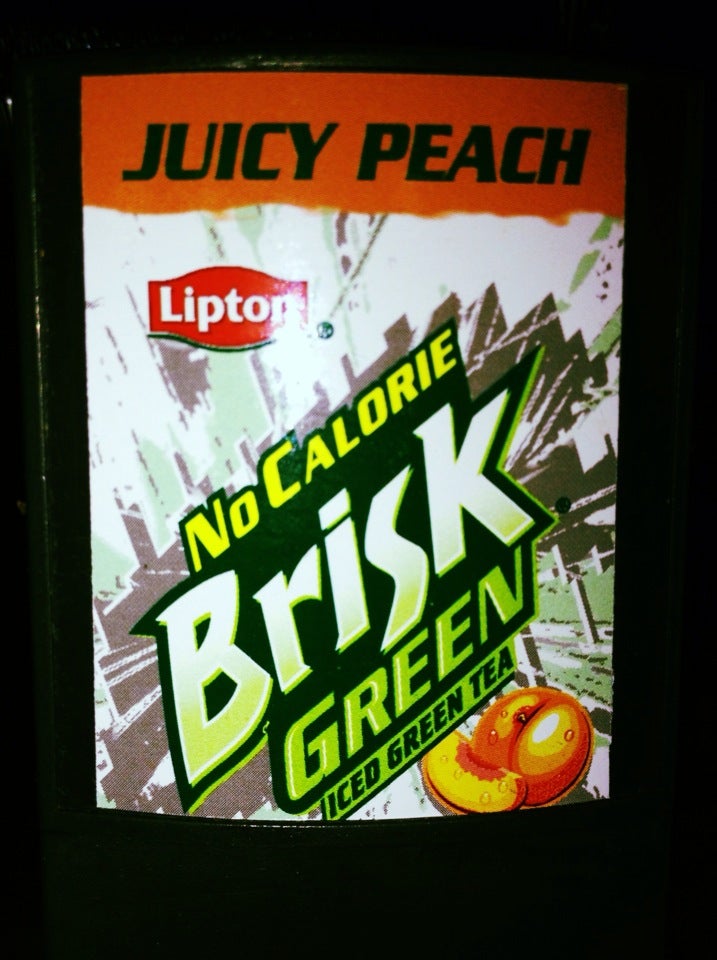 JUICY PEACH
Lipton®
No CALORIE
Brisk
GREEN
ICED GREEN TEA